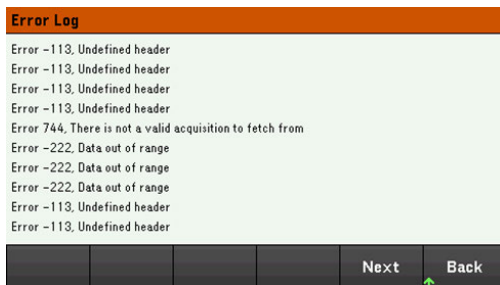 Error Log
Error -113, Undefined header
Error -113, Undefined header
Error -113, Undefined header
Error -113, Undefined header
Error 744, There is not a valid acquisition to fetch from
Error -222, Data out of range
Error -222, Data out of range
Error -222, Data out of range
Error -113, Undefined header
Error -113, Undefined header
Next Back